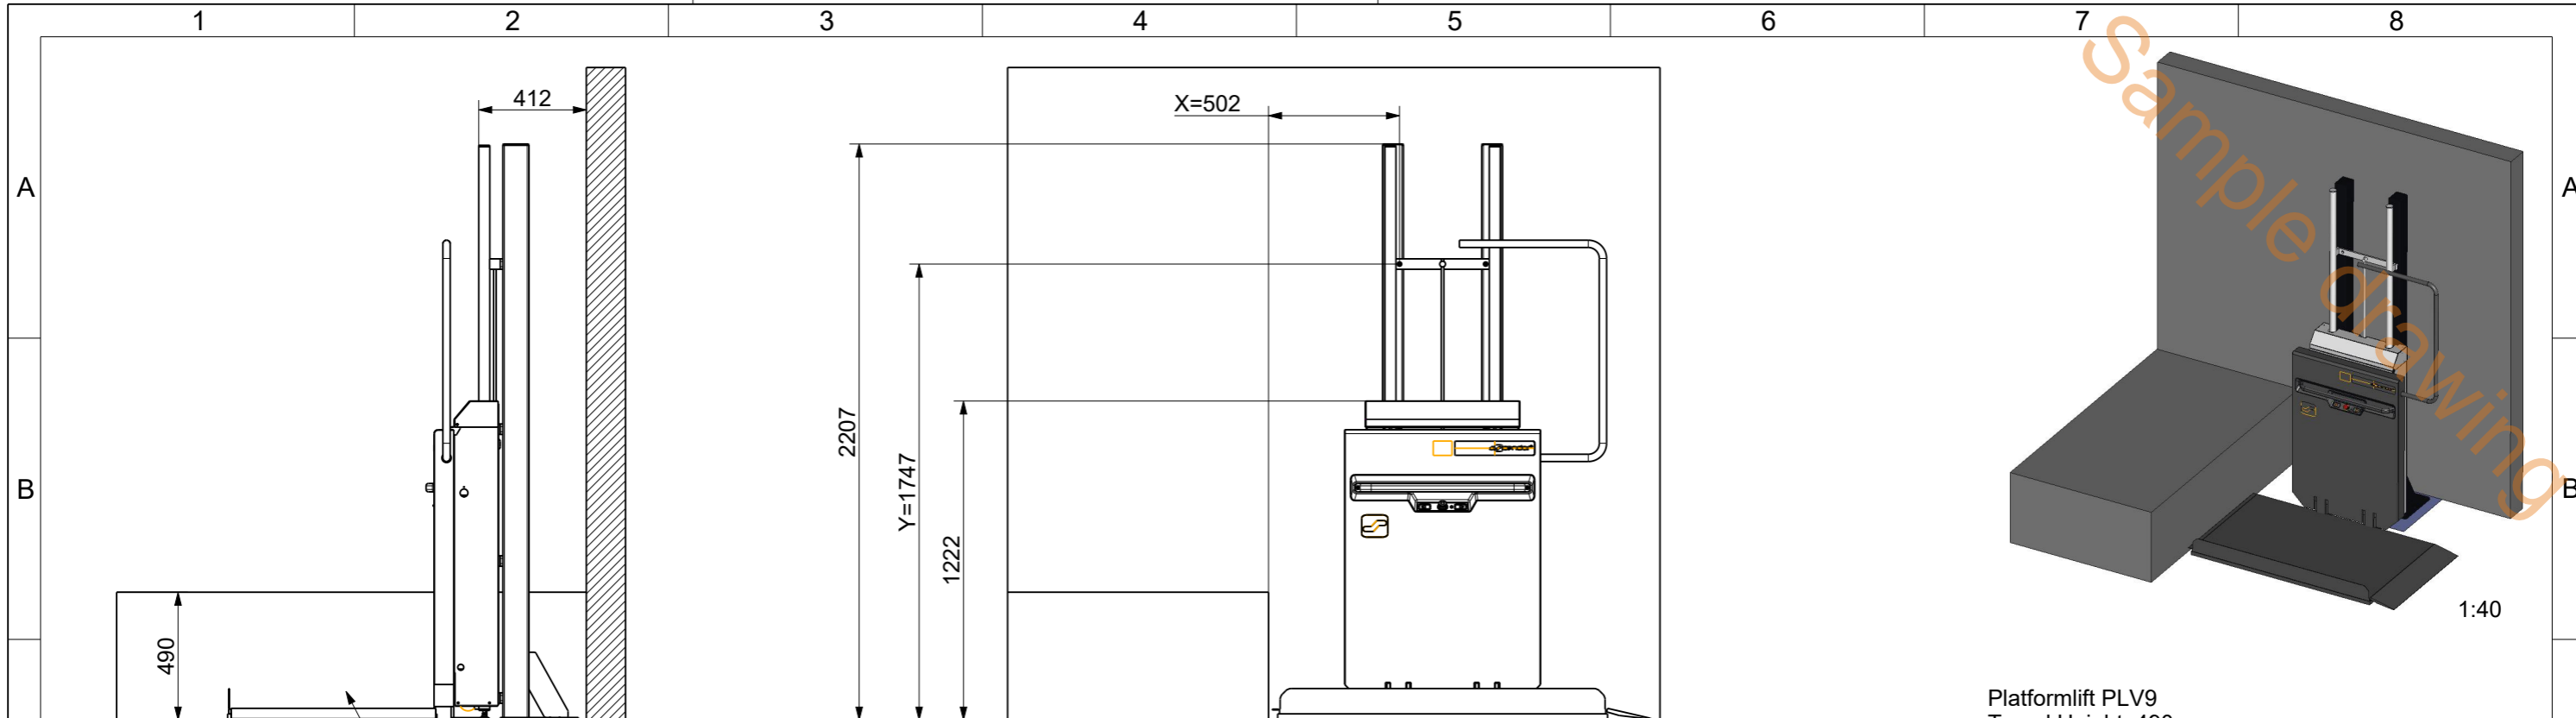 1 2 3 4 5 6 7 8
A
A
B
B
412
X=502
2207
Y=1747
1222
490
Sample drawing
1:40
Platformlift PLV9